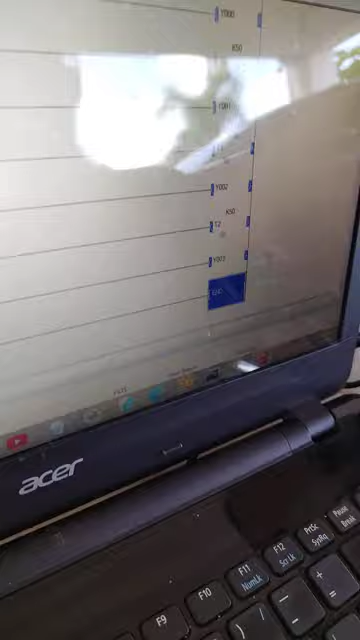 Y000
K50
Y001
Y002
K50
T2
Y003
END
acer
F9
F10
F11
NumLk
F12
Scr Lk
PrtSc
SysRq
Pause
Break
)
/
-
+
=